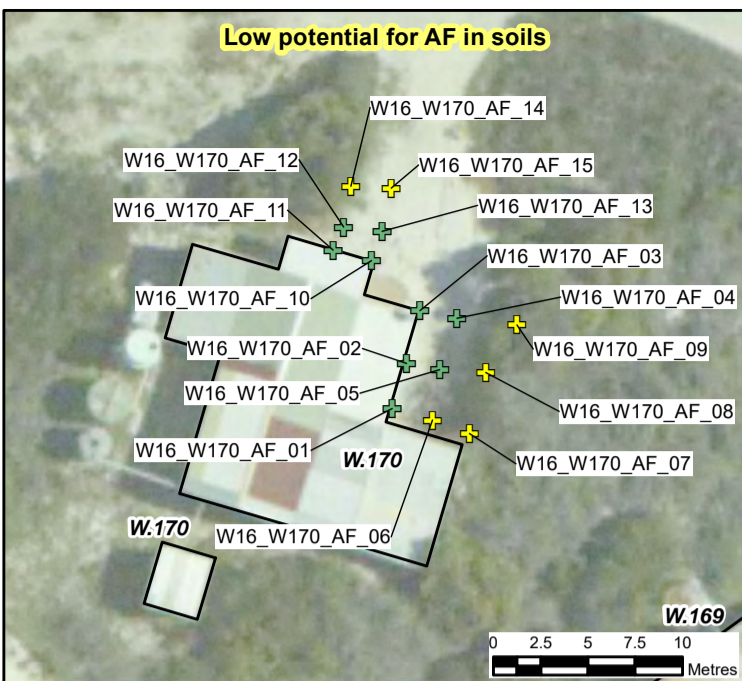 Low potential for AF in soils
W16_W170_AF_14
W16_W170_AF_12
W16_W170_AF_15
W16_W170_AF_11
W16_W170_AF_13
W16_W170_AF_03
W16_W170_AF_10
W16_W170_AF_04
W16_W170_AF_02
W16_W170_AF_09
W16_W170_AF_05
W16_W170_AF_08
W16_W170_AF_01
W.170
W16_W170_AF_07
W.170
W16_W170_AF_06
W.169
0 2.5 5 7.5 10
Metres